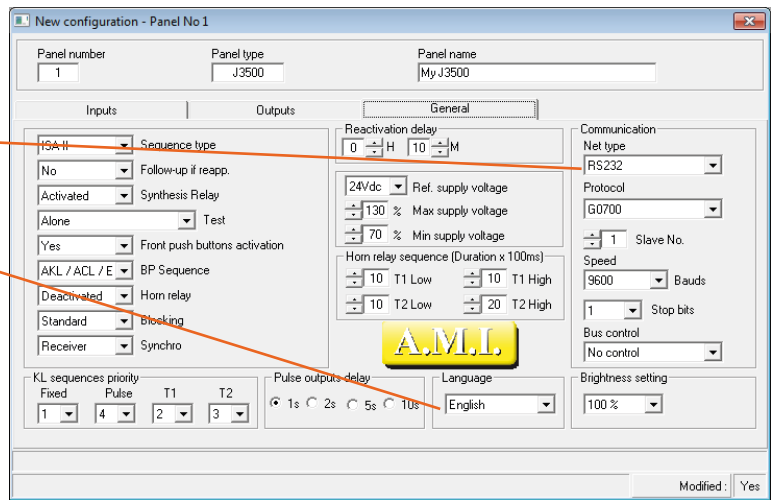 New configuration - Panel No 1
Panel number Panel type Panel name
1 J3500 My J3500
Inputs Outputs General
ISA-II Sequence type
No Follow-up if reapp.
Activated Synthesis Relay
Alone Test
Yes Front push buttons activation
AKL / ACL / E BP Sequence
Deactivated Horn relay
Standard Blocking
Receiver Synchro
Reactivation delay
0 H 10 M
24Vdc Ref. supply voltage
130 % Max supply voltage
70 % Min supply voltage
Horn relay sequence (Duration x 100ms)
10 T1 Low 10 T1 High
10 T2 Low 20 T2 High
A.M.I.
Communication
Net type
RS232
Protocol
G0700
1 Slave No.
Speed
9600 Bauds
1 Stop bits
Bus control
No control
KL sequences priority
Fixed Pulse T1 T2
1 4 2 3
Pulse outputs delay
1s 2s 5s 10s
Language
English
Brightness setting
100 %
Modified : Yes